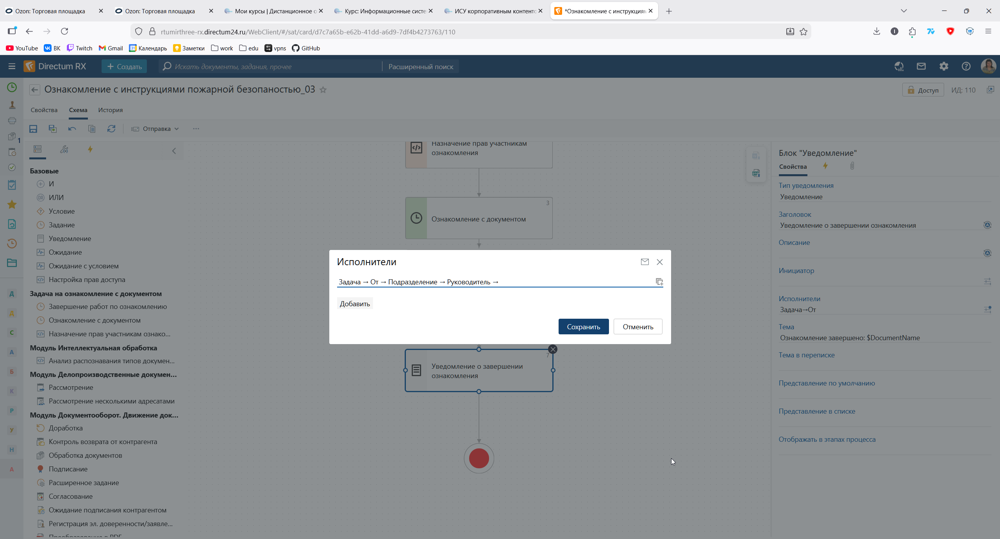 Ozon: Торговая площадка
Ozon: Торговая площадка
Мои курсы | Дистанционное о
Курс: Информационные систе
ИСУ корпоративным контенто
*Ознакомление с инструкция
rtumirthree-rx.directum24.ru/WebClient/#/sat/card/d7c7a65b-e62b-41dd-a6d9-7df4b4273763/110
YouTube
ВК
Twitch
Gmail
31
Календарь
Заметки
work
edu
vpns
GitHub
Directum RX
Создать
Искать документы, задания, прочее
Расширенный поиск
Ознакомление с инструкциями пожарной безопаностью_03
Доступ
ИД: 110
Свойства
Схема
История
Отправка
1
Базовые
И
OR
ИЛИ
Условие
Задание
Уведомление
Ожидание
Ожидание с условием
Настройка прав доступа
Задача на ознакомление с документом
Завершение работ по ознакомлению
Ознакомление с документом
Назначение прав участникам ознако...
Модуль Интеллектуальная обработка
Анализ распознавания типов докумен...
Модуль Делопроизводственные докумен...
Рассмотрение
Рассмотрение несколькими адресатами
Модуль Документооборот. Движение док...
Доработка
Контроль возврата от контрагента
Обработка документов
Подписание
Расширенное задание
Согласование
Ожидание подписания контрагентом
Регистрация эл. доверенности/заявле...
Преобразование в PDF
Д
Д
С
А
Б
К
Р
У
Н
А
Назначение прав участникам
ознакомления
3
Ознакомление с документом
Исполнители
Задача → От → Подразделение → Руководитель →
Добавить
Сохранить
Отменить
7
Уведомление о завершении
ознакомления
png
Блок "Уведомление"
Свойства
Тип уведомления
Уведомление
Заголовок
Уведомление о завершении ознакомления
Описание
Инициатор
Исполнители
Задача→От
Тема
Ознакомление завершено: $DocumentName
Тема в переписке
Представление по умолчанию
Представление в списке
Отображать в этапах процесса